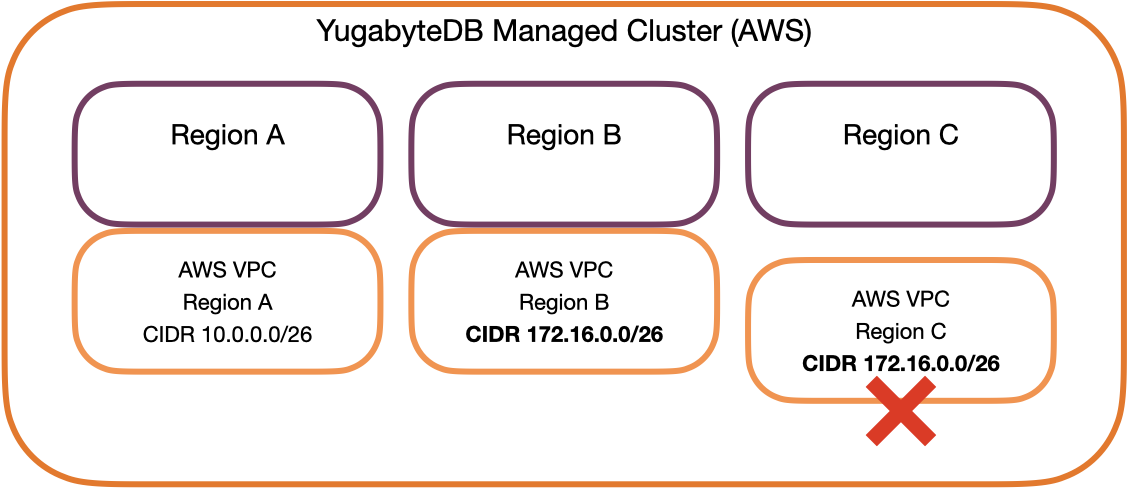 YugabyteDB Managed Cluster (AWS)
Region A
Region B
Region C
AWS VPC
Region A
CIDR 10.0.0.0/26
AWS VPC
Region B
CIDR 172.16.0.0/26
AWS VPC
Region C
CIDR 172.16.0.0/26